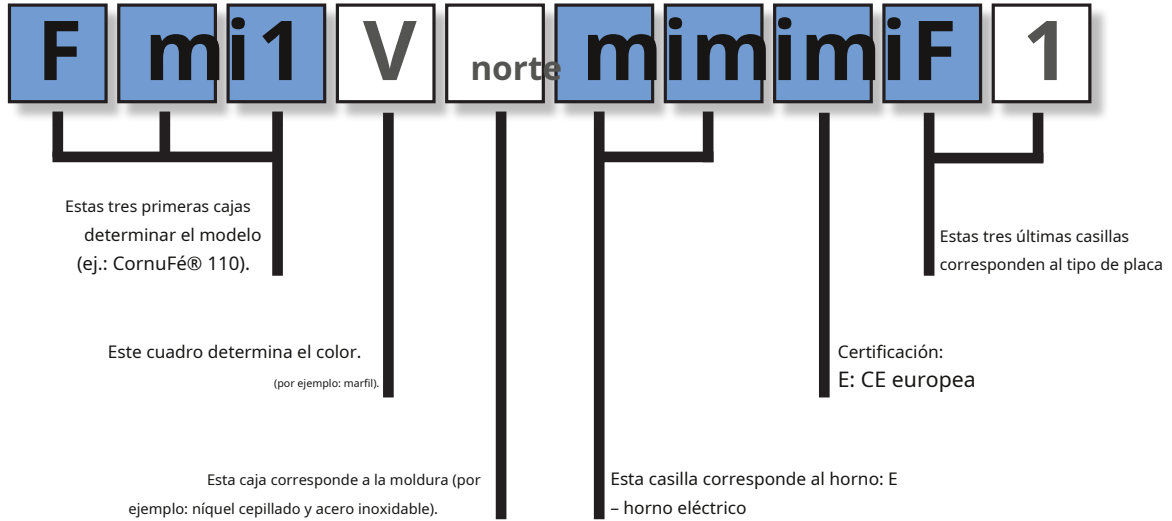 F mi1 V norte mimimiF 1
Estas tres primeras cajas
determinar el modelo
(ej.: CornuFé® 110).
Estas tres últimas casillas
corresponden al tipo de placa
Este cuadro determina el color.
(por ejemplo: marfil).
Certificación:
E: CE europea
Esta caja corresponde a la moldura (por
ejemplo: níquel cepillado y acero inoxidable).
Esta casilla corresponde al horno: E
– horno eléctrico